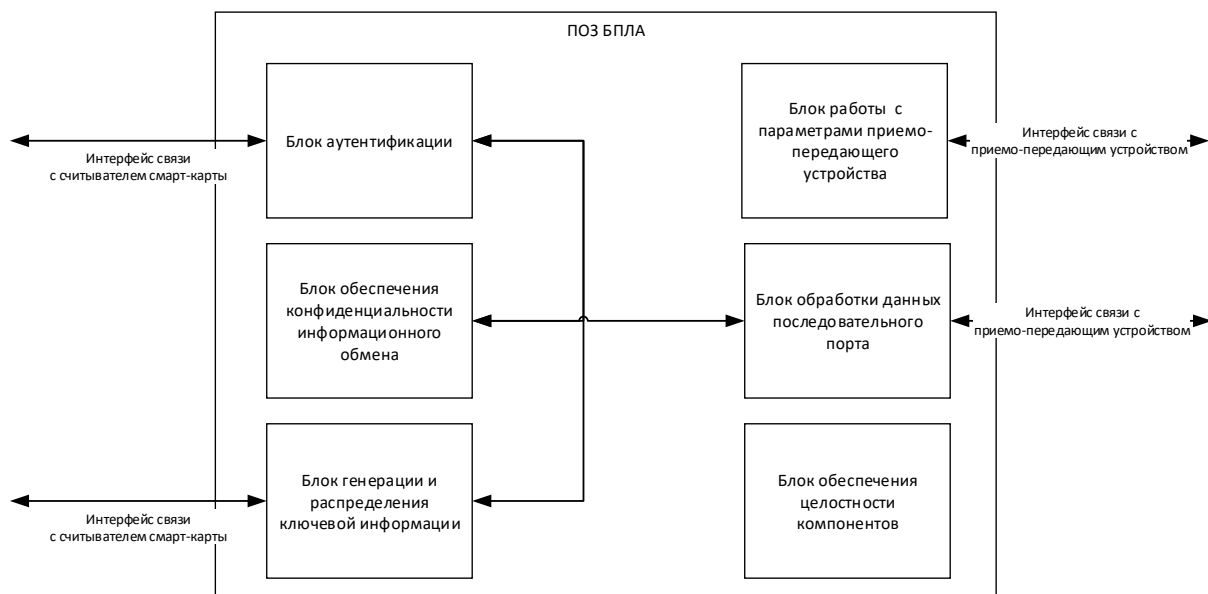 ПОЗ БПЛА
Блок аутентификации
Блок работы с
параметрами приемо-
передающего
устройства
Интерфейс связи
с считывателем смарт-карты
Интерфейс связи с
приемо-передающим устройством
Блок обеспечения
конфиденциальности
информационного
обмена
Блок обработки данных
последовательного
порта
Интерфейс связи с
приемо-передающим устройством
Блок генерации и
распределения
ключевой информации
Блок обеспечения
целостности
компонентов
Интерфейс связи
с считывателем смарт-карты